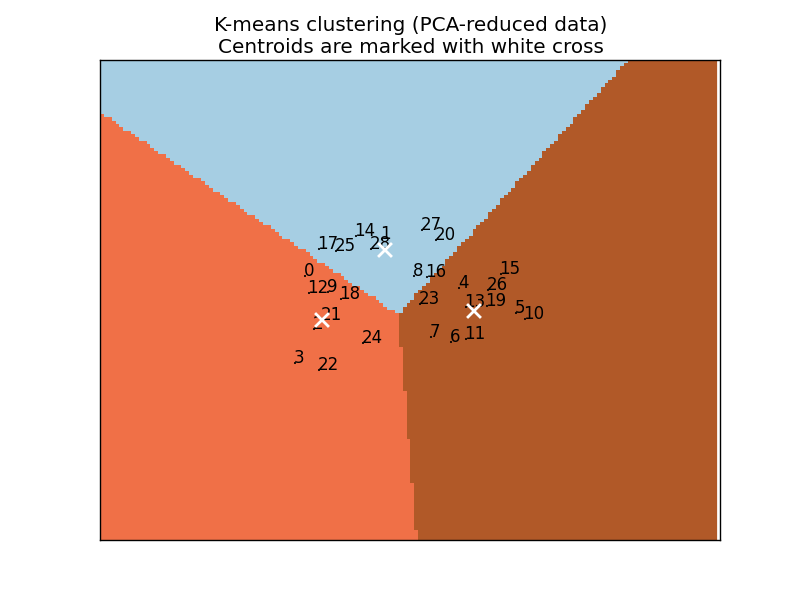 K-means clustering (PCA-reduced data)
Centroids are marked with white cross
27
14 1 20
17 25 28
0 8 16 15
12 9 18 4 26
23 13 19 5 10
21
24 7 6 11
3 22